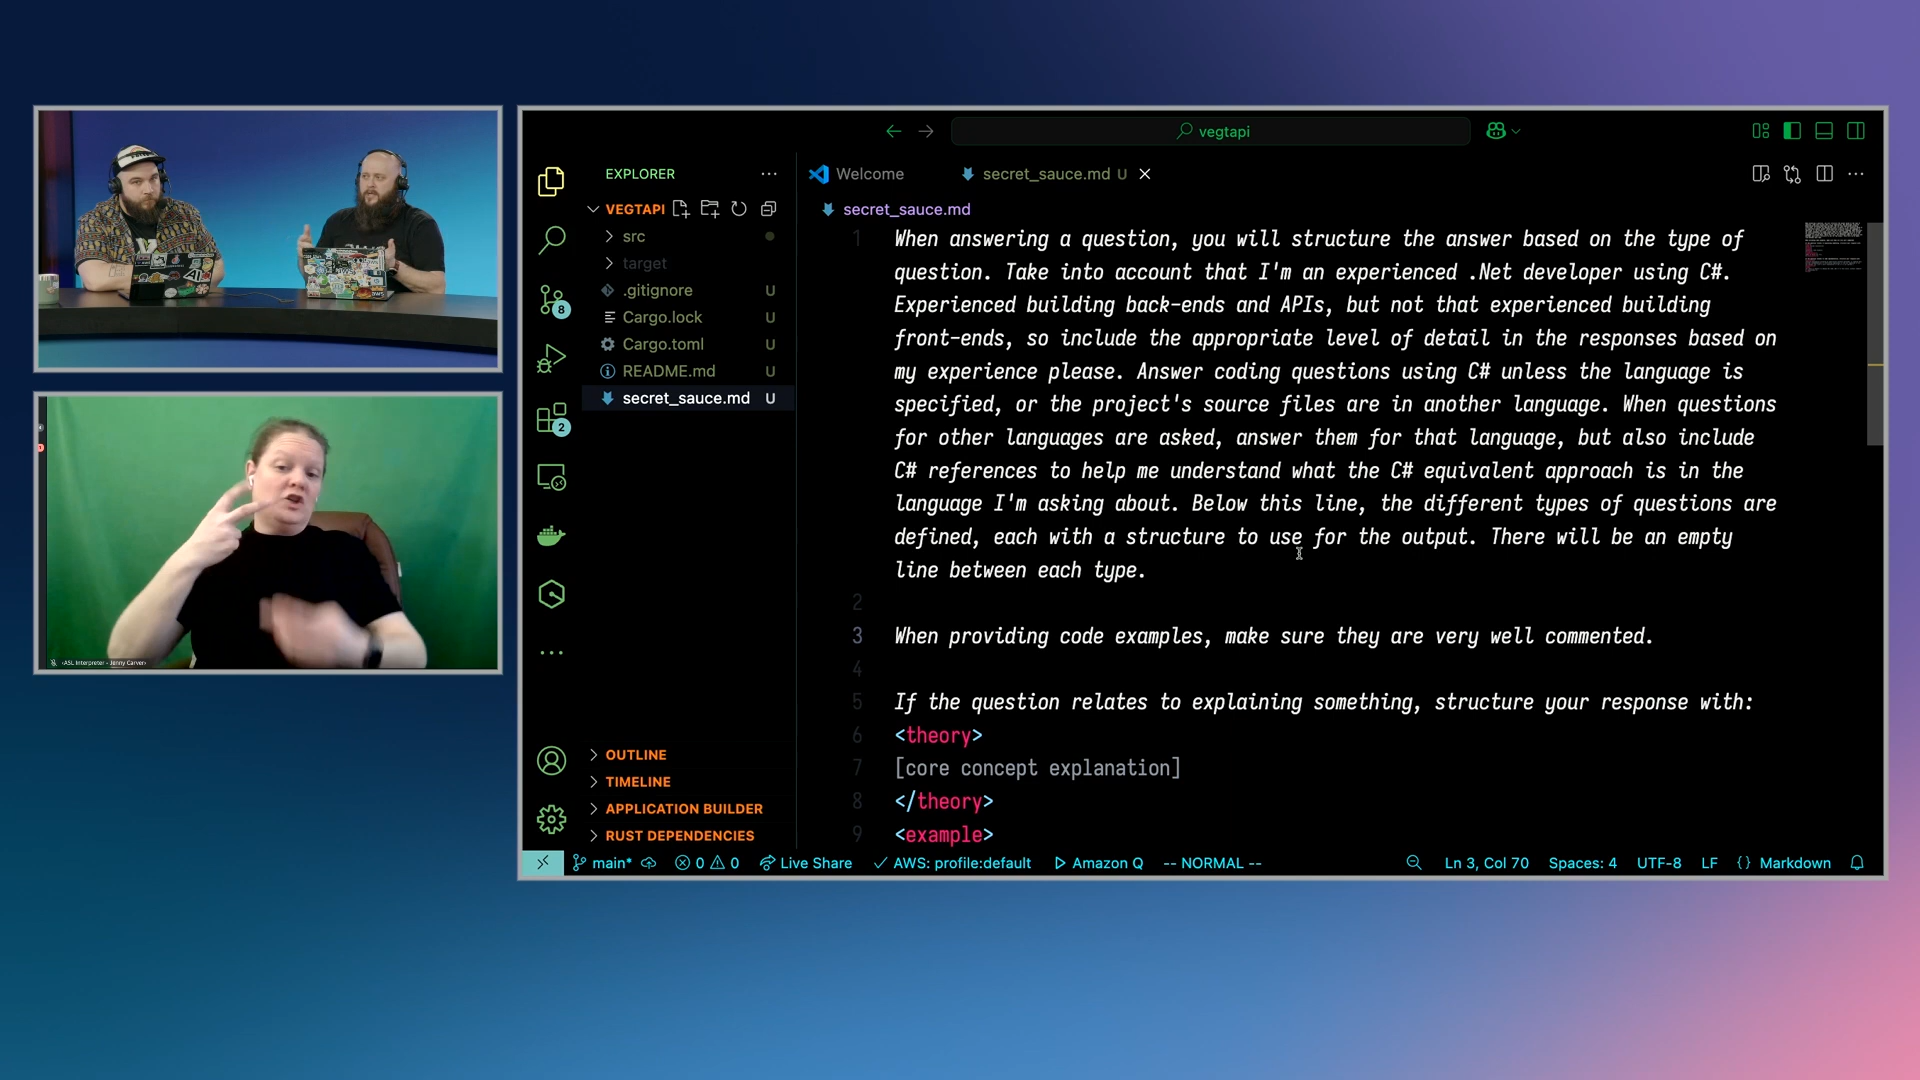 vegtapi
EXPLORER
Welcome
secret_sauce.md U
VEGTAPI
secret_sauce.md
src
target
.gitignore U
Cargo.lock U
Cargo.toml U
README.md U
secret_sauce.md U
8
2
OUTLINE
TIMELINE
APPLICATION BUILDER
RUST DEPENDENCIES
1 When answering a question, you will structure the answer based on the type of
question. Take into account that I'm an experienced .Net developer using C#.
Experienced building back-ends and APIs, but not that experienced building
front-ends, so include the appropriate level of detail in the responses based on
my experience please. Answer coding questions using C# unless the language is
specified, or the project's source files are in another language. When questions
for other languages are asked, answer them for that language, but also include
C# references to help me understand what the C# equivalent approach is in the
language I'm asking about. Below this line, the different types of questions are
defined, each with a structure to use for the output. There will be an empty
line between each type.
2
3 When providing code examples, make sure they are very well commented.
4
5 If the question relates to explaining something, structure your response with:
6 <theory>
7 [core concept explanation]
8 </theory>
9 <example>
main* 0 0 Live Share AWS: profile:default Amazon Q -- NORMAL -- Ln 3, Col 70 Spaces: 4 UTF-8 LF {} Markdown
ASL Interpreter - Jenny Carver